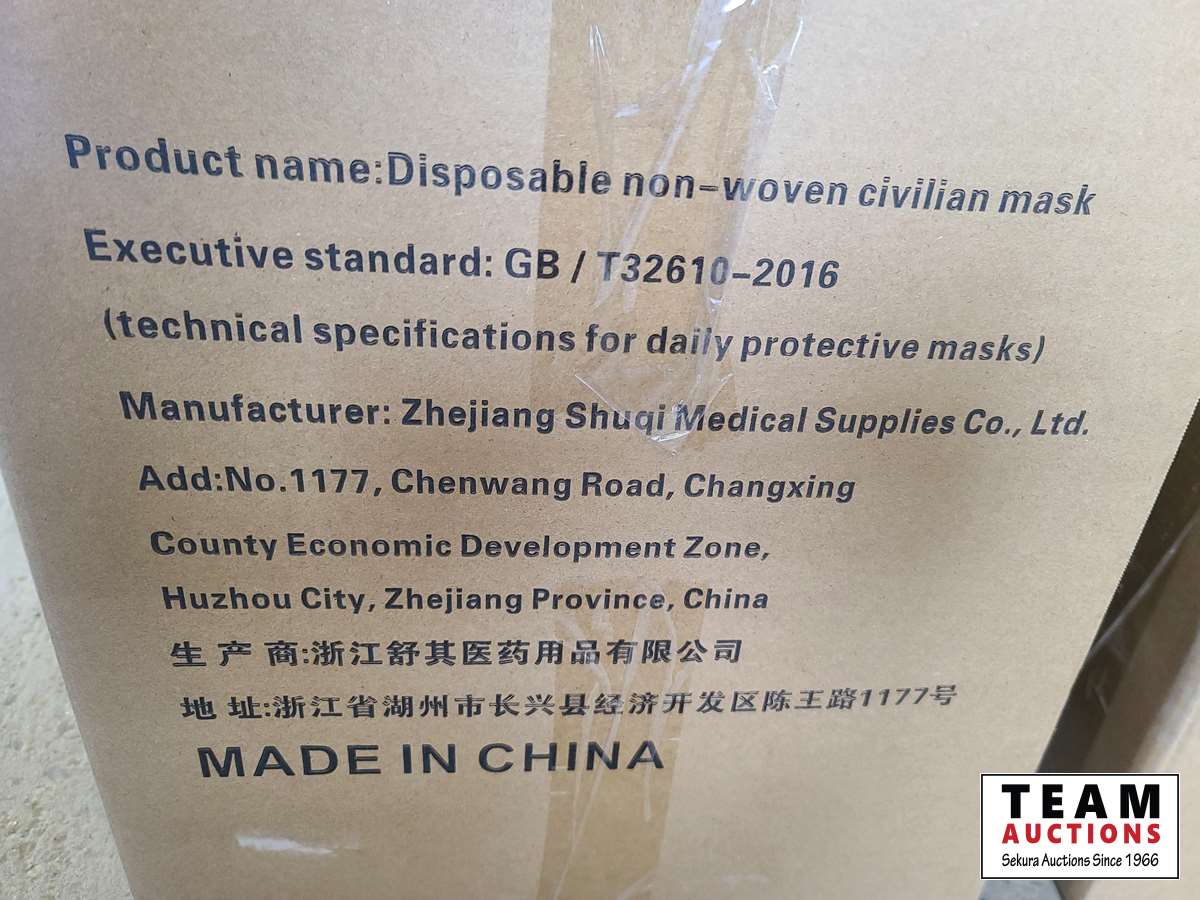 Product name:Disposable non-woven civilian mask
Executive standard: GB / T32610-2016
(technical specifications for daily protective masks)
Manufacturer: Zhejiang Shuqi Medical Supplies Co., Ltd.
Add:No.1177, Chenwang Road, Changxing
County Economic Development Zone,
Huzhou City, Zhejiang Province, China
生 产 商:浙江舒其医药用品有限公司
地 址:浙江省湖州市长兴县经济开发区陈王路1177号
MADE IN CHINA
TEAM
AUCTIONS
Sekura Auctions Since 1966